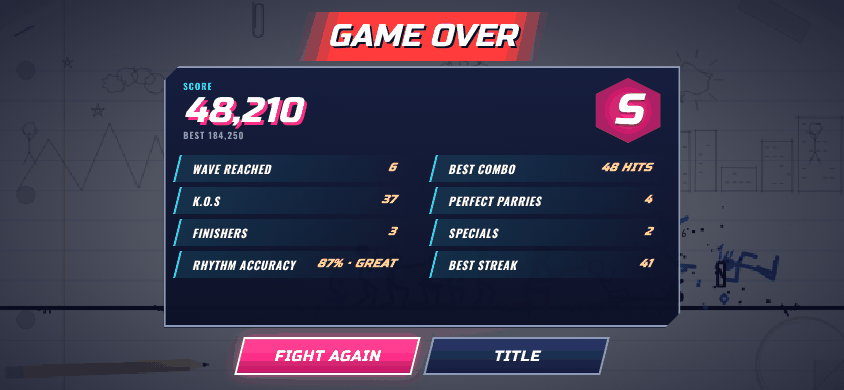 GAME OVER
SCORE
48,210
BEST 184,250
S
WAVE REACHED 6
BEST COMBO 48 HITS
K.O.S 37
PERFECT PARRIES 4
FINISHERS 3
SPECIALS 2
RHYTHM ACCURACY 87% · GREAT
BEST STREAK 41
FIGHT AGAIN
TITLE